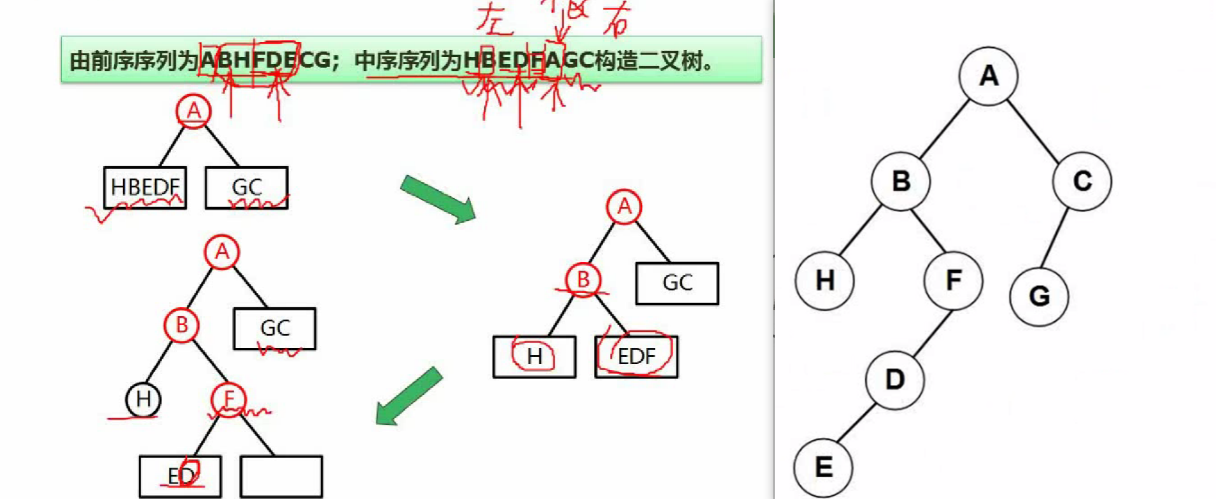 左 根 右
由前序序列为ABHFDECG；中序序列为HBEDFAGC构造二叉树。
A
HBEDF GC
A
B GC
H EDF
A
B GC
H F
ED
A
B C
H F G
D
E